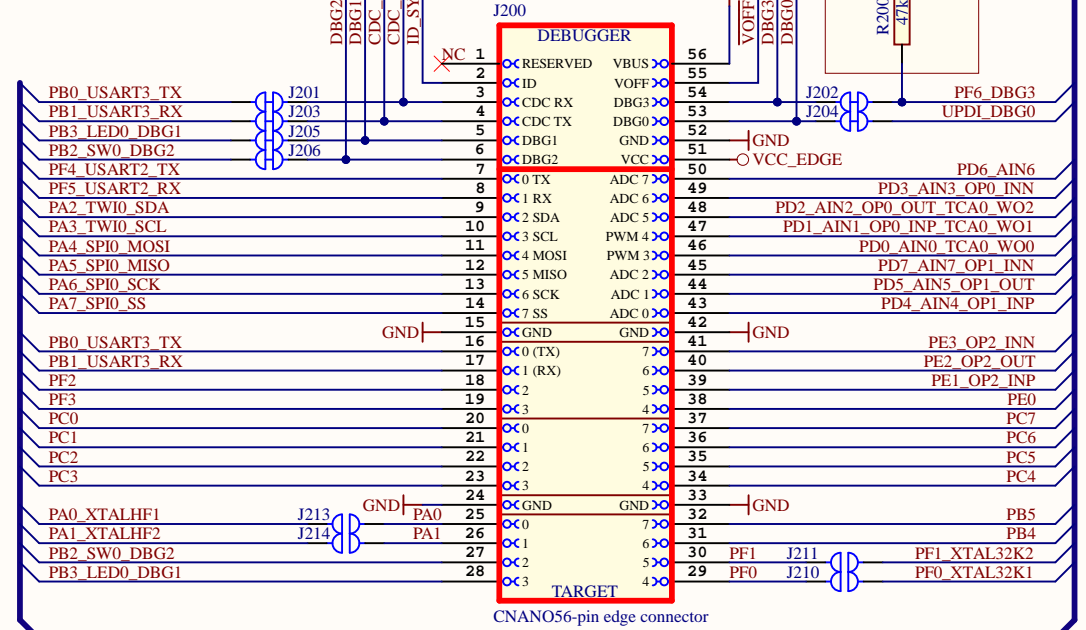 DBG2 DBG1 CDC_ CDC_ ID_SY J200 VOFF DBG3 DBG0 R200 47k
DEBUGGER
NC 1 RESERVED VBUS 56
2 ID VOFF 55
PB0_USART3_TX J201 3 CDC RX DBG3 54 J202 PF6_DBG3
PB1_USART3_RX J203 4 CDC TX DBG0 53 J204 UPDI_DBG0
PB3_LED0_DBG1 J205 5 DBG1 GND 52 GND
PB2_SW0_DBG2 J206 6 DBG2 VCC 51 VCC_EDGE
PF4_USART2_TX 7 0 TX ADC 7 50 PD6_AIN6
PF5_USART2_RX 8 1 RX ADC 6 49 PD3_AIN3_OP0_INN
PA2_TWI0_SDA 9 2 SDA ADC 5 48 PD2_AIN2_OP0_OUT_TCA0_WO2
PA3_TWI0_SCL 10 3 SCL PWM 4 47 PD1_AIN1_OP0_INP_TCA0_WO1
PA4_SPI0_MOSI 11 4 MOSI PWM 3 46 PD0_AIN0_TCA0_WO0
PA5_SPI0_MISO 12 5 MISO ADC 2 45 PD7_AIN7_OP1_INN
PA6_SPI0_SCK 13 6 SCK ADC 1 44 PD5_AIN5_OP1_OUT
PA7_SPI0_SS 14 7 SS ADC 0 43 PD4_AIN4_OP1_INP
GND 15 GND GND 42 GND
PB0_USART3_TX 16 0 (TX) 7 41 PE3_OP2_INN
PB1_USART3_RX 17 1 (RX) 6 40 PE2_OP2_OUT
PF2 18 2 5 39 PE1_OP2_INP
PF3 19 3 4 38 PE0
PC0 20 0 7 37 PC7
PC1 21 1 6 36 PC6
PC2 22 2 5 35 PC5
PC3 23 3 4 34 PC4
GND 24 GND GND 33 GND
PA0_XTALHF1 J213 PA0 25 0 7 32 PB5
PA1_XTALHF2 J214 PA1 26 1 6 31 PB4
PB2_SW0_DBG2 27 2 5 30 PF1 J211 PF1_XTAL32K2
PB3_LED0_DBG1 28 3 4 29 PF0 J210 PF0_XTAL32K1
TARGET
CNANO56-pin edge connector